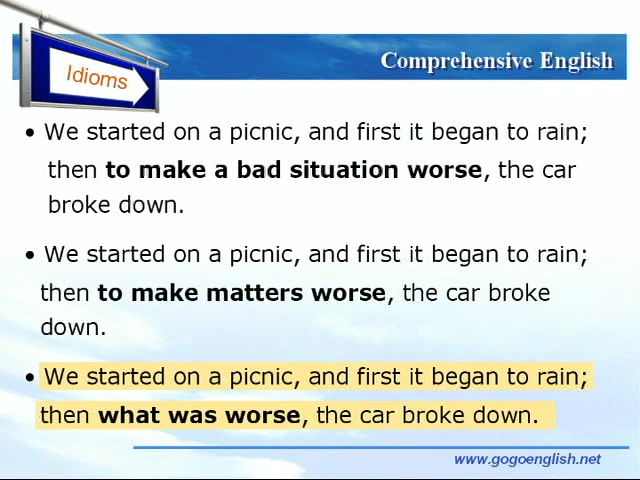 Comprehensive English
Idioms
• We started on a picnic, and first it began to rain;
then to make a bad situation worse, the car
broke down.
• We started on a picnic, and first it began to rain;
then to make matters worse, the car broke
down.
• We started on a picnic, and first it began to rain;
then what was worse, the car broke down.
www.gogoenglish.net